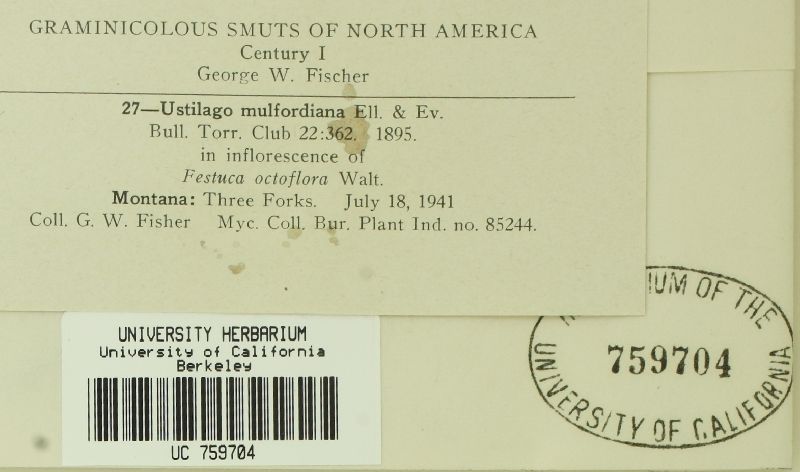 GRAMINICOLOUS SMUTS OF NORTH AMERICA
Century I
George W. Fischer
27—Ustilago mulfordiana Ell. & Ev.
Bull. Torr. Club 22:362. 1895.
in inflorescence of
Festuca octoflora Walt.
Montana: Three Forks. July 18, 1941
Coll. G. W. Fisher Myc. Coll. Bur. Plant Ind. no. 85244.
UNIVERSITY HERBARIUM
University of California
Berkeley
UC 759704
OF THE
759704
UNIVERSITY OF CALIFORNIA